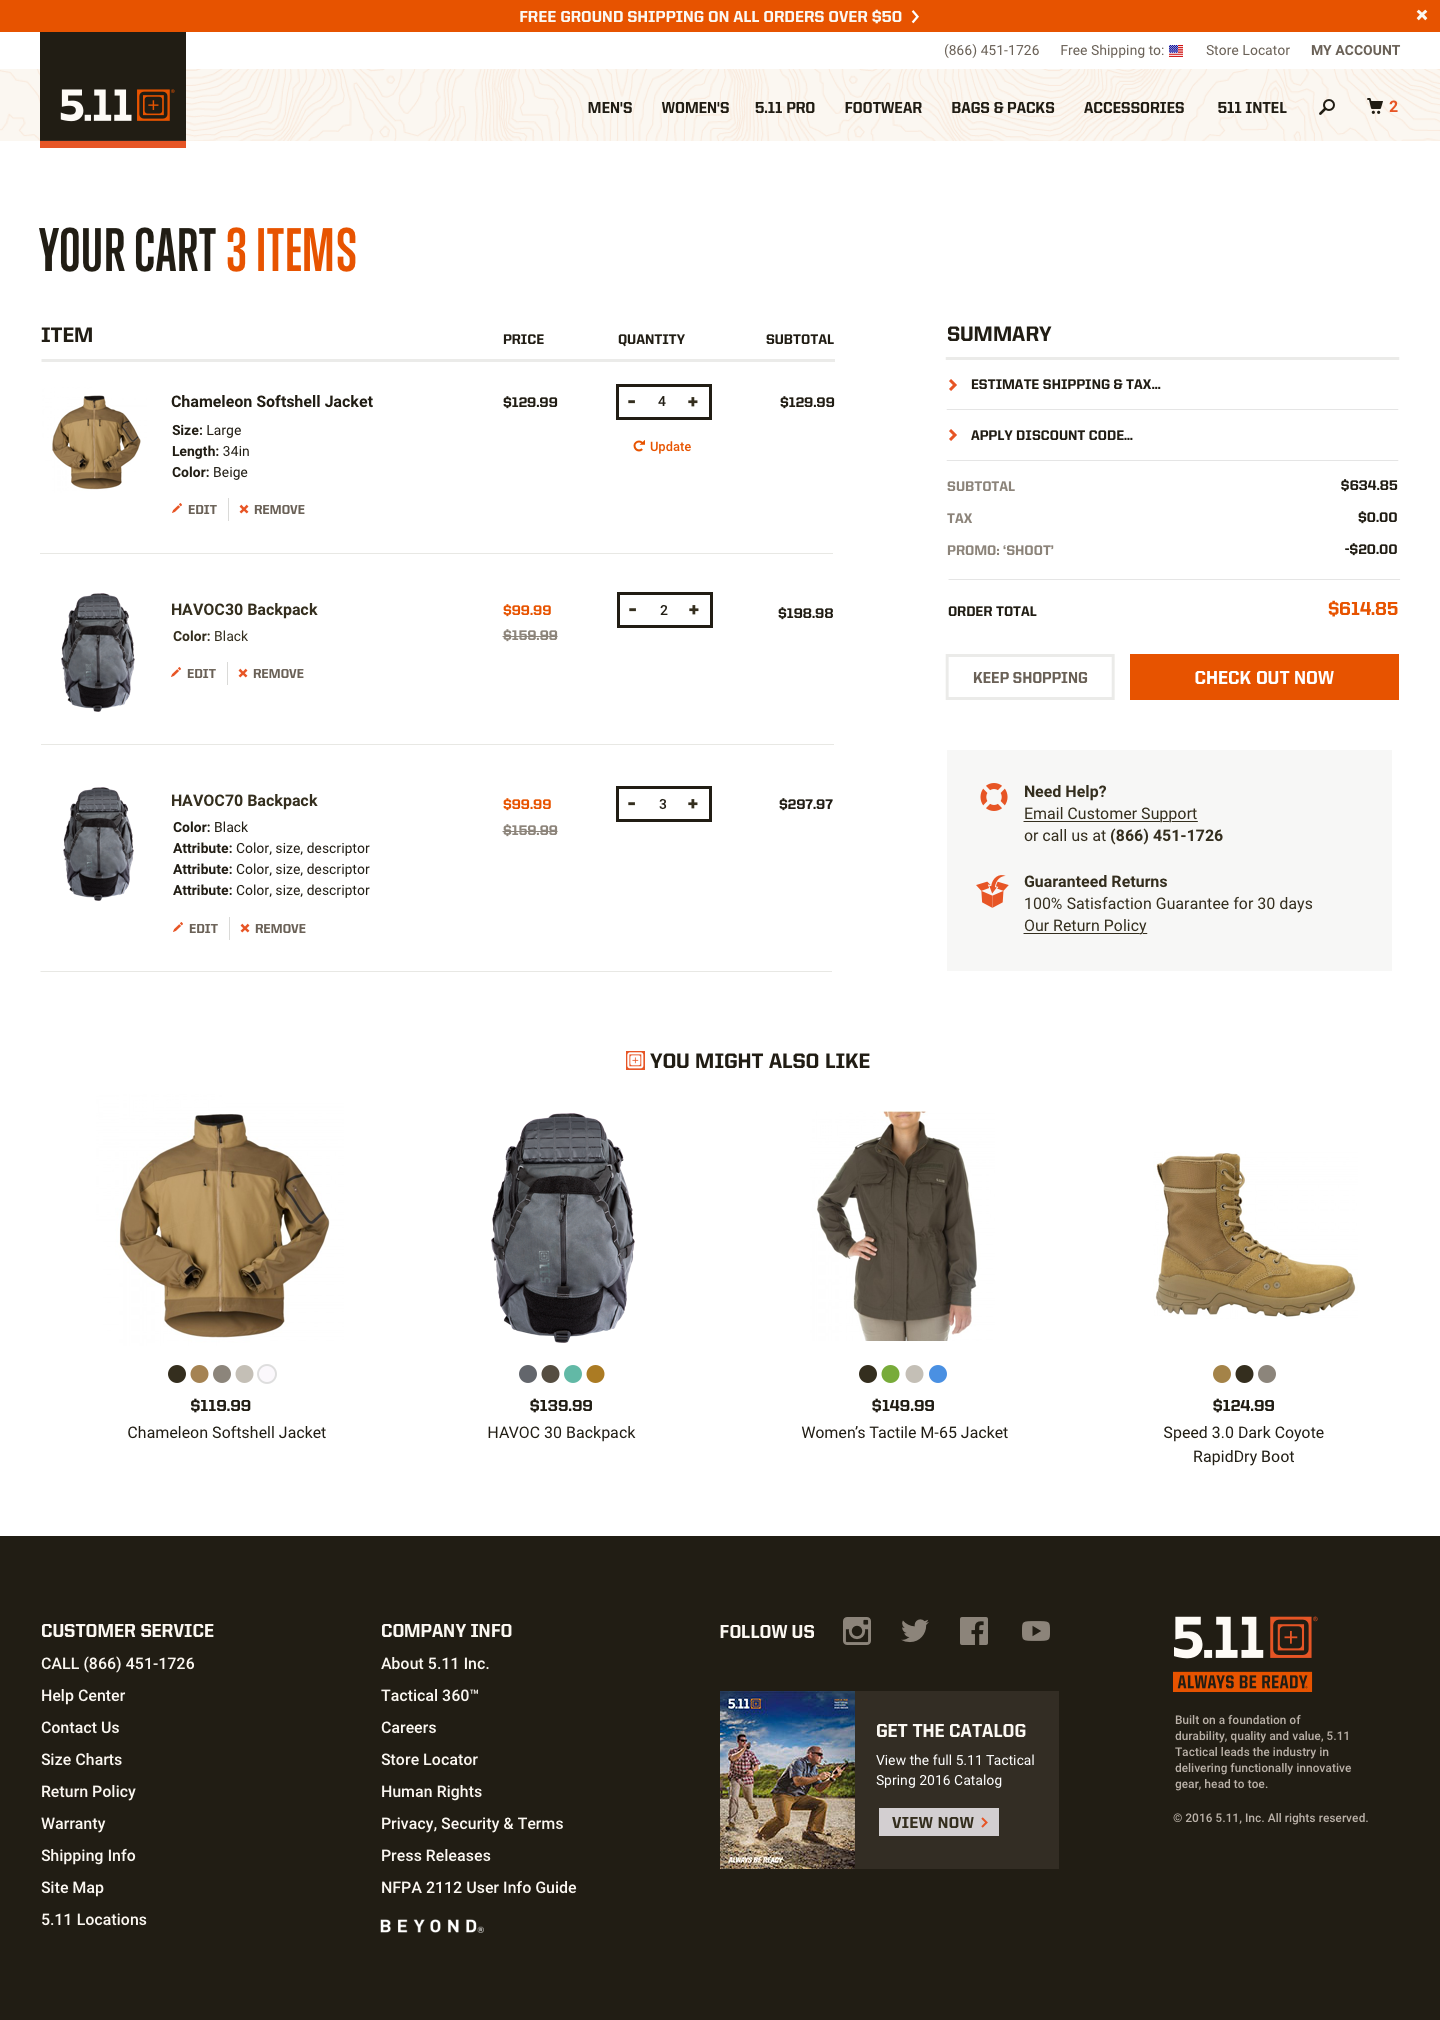 FREE GROUND SHIPPING ON ALL ORDERS OVER $50
(866) 451-1726 Free Shipping to: Store Locator MY ACCOUNT
5.11
MEN'S WOMEN'S 5.11 PRO FOOTWEAR BAGS & PACKS ACCESSORIES 511 INTEL 2
YOUR CART 3 ITEMS
ITEM PRICE QUANTITY SUBTOTAL
Chameleon Softshell Jacket $129.99 - 4 + $129.99
Size: Large
Length: 34in
Color: Beige
Update
EDIT REMOVE
HAVOC30 Backpack $99.99 - 2 + $198.98
Color: Black $159.99
EDIT REMOVE
HAVOC70 Backpack $99.99 - 3 + $297.97
Color: Black $159.99
Attribute: Color, size, descriptor
Attribute: Color, size, descriptor
Attribute: Color, size, descriptor
EDIT REMOVE
SUMMARY
ESTIMATE SHIPPING & TAX...
APPLY DISCOUNT CODE...
SUBTOTAL $634.85
TAX $0.00
PROMO: ‘SHOOT’ -$20.00
ORDER TOTAL $614.85
KEEP SHOPPING CHECK OUT NOW
Need Help?
Email Customer Support
or call us at (866) 451-1726
Guaranteed Returns
100% Satisfaction Guarantee for 30 days
Our Return Policy
YOU MIGHT ALSO LIKE
$119.99
Chameleon Softshell Jacket
$139.99
HAVOC 30 Backpack
$149.99
Women’s Tactile M-65 Jacket
$124.99
Speed 3.0 Dark Coyote
RapidDry Boot
CUSTOMER SERVICE
CALL (866) 451-1726
Help Center
Contact Us
Size Charts
Return Policy
Warranty
Shipping Info
Site Map
5.11 Locations
COMPANY INFO
About 5.11 Inc.
Tactical 360™
Careers
Store Locator
Human Rights
Privacy, Security & Terms
Press Releases
NFPA 2112 User Info Guide
BEYOND®
FOLLOW US
5.11
ALWAYS BE READY
GET THE CATALOG
View the full 5.11 Tactical
Spring 2016 Catalog
VIEW NOW
5.11®
ALWAYS BE READY
Built on a foundation of
durability, quality and value, 5.11
Tactical leads the industry in
delivering functionally innovative
gear, head to toe.
© 2016 5.11, Inc. All rights reserved.